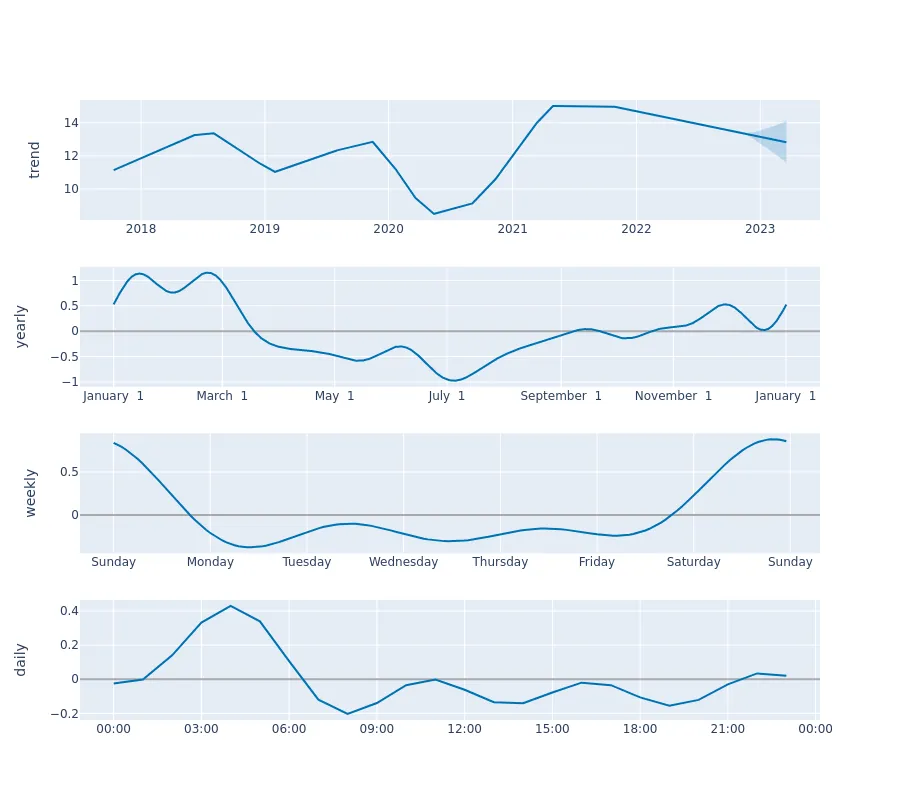 trend
14
12
10
2018 2019 2020 2021 2022 2023
yearly
1
0.5
0
−0.5
−1
January 1 March 1 May 1 July 1 September 1 November 1 January 1
weekly
0.5
0
Sunday Monday Tuesday Wednesday Thursday Friday Saturday Sunday
daily
0.4
0.2
0
−0.2
00:00 03:00 06:00 09:00 12:00 15:00 18:00 21:00 00:00